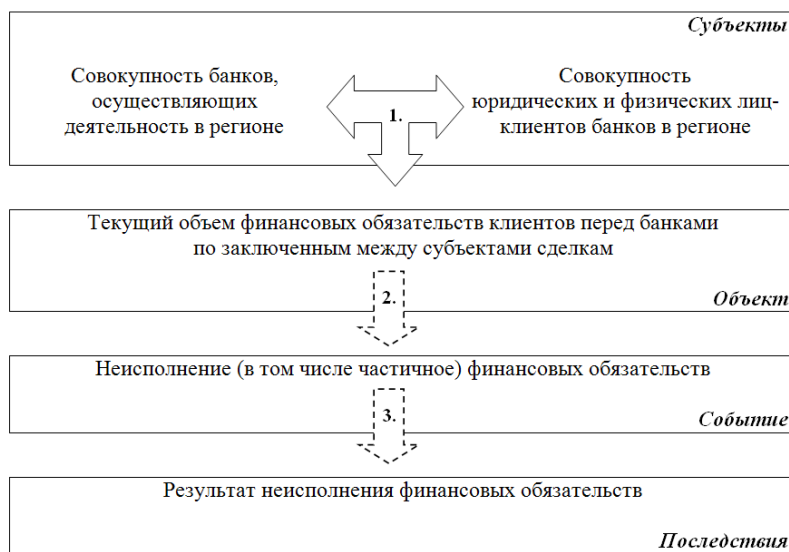 Субъекты
Совокупность банков,
осуществляющих
деятельность в регионе
1.
Совокупность
юридических и физических лиц-
клиентов банков в регионе
Текущий объем финансовых обязательств клиентов перед банками
по заключенным между субъектами сделкам
2.
Объект
Неисполнение (в том числе частичное) финансовых обязательств
3.
Событие
Результат неисполнения финансовых обязательств
Последствия